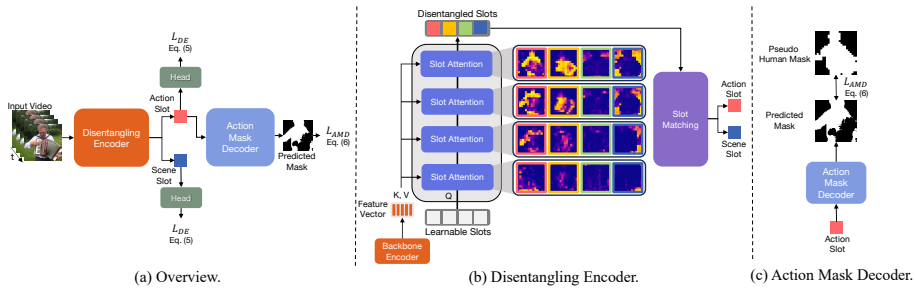 L_DE
Eq. (5)
Head
Input Video
Action
Slot
t
Disentangling
Encoder
Action
Mask
Decoder
Predicted
Mask
L_AMD
Eq. (6)
Scene
Slot
Head
L_DE
Eq. (5)
(a) Overview.
Disentangled Slots
Slot Attention
Slot Attention
Slot Attention
Slot Attention
K, V
Q
Feature
Vector
Learnable Slots
Backbone
Encoder
Slot
Matching
Action
Slot
Scene
Slot
(b) Disentangling Encoder.
Pseudo
Human Mask
L_AMD
Eq. (6)
Predicted
Mask
Action
Mask
Decoder
Action
Slot
(c) Action Mask Decoder.